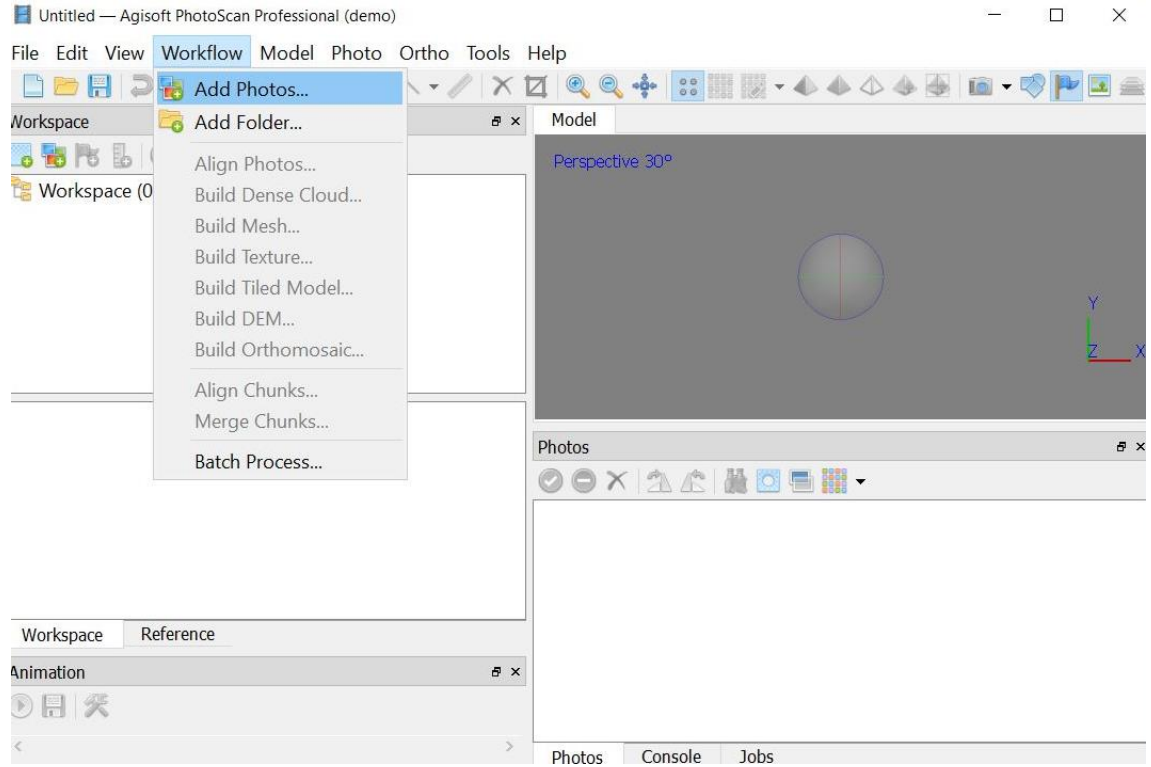 Untitled — Agisoft PhotoScan Professional (demo)
File Edit View Workflow Model Photo Ortho Tools Help
Add Photos...
Add Folder...
Align Photos...
Build Dense Cloud...
Build Mesh...
Build Texture...
Build Tiled Model...
Build DEM...
Build Orthomosaic...
Align Chunks...
Merge Chunks...
Batch Process...
Workspace
Workspace (0
Workspace Reference
Animation
Model
Perspective 30°
Y
Z X
Photos
Photos Console Jobs